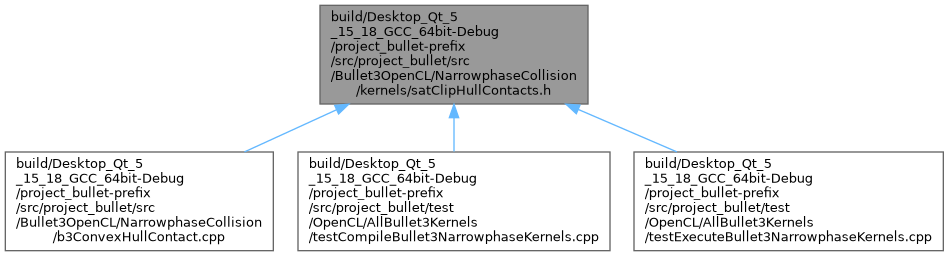 build/Desktop_Qt_5
_15_18_GCC_64bit-Debug
/project_bullet-prefix
/src/project_bullet/src
/Bullet3OpenCL/NarrowphaseCollision
/kernels/satClipHullContacts.h
build/Desktop_Qt_5
_15_18_GCC_64bit-Debug
/project_bullet-prefix
/src/project_bullet/src
/Bullet3OpenCL/NarrowphaseCollision
/b3ConvexHullContact.cpp
build/Desktop_Qt_5
_15_18_GCC_64bit-Debug
/project_bullet-prefix
/src/project_bullet/test
/OpenCL/AllBullet3Kernels
/testCompileBullet3NarrowphaseKernels.cpp
build/Desktop_Qt_5
_15_18_GCC_64bit-Debug
/project_bullet-prefix
/src/project_bullet/test
/OpenCL/AllBullet3Kernels
/testExecuteBullet3NarrowphaseKernels.cpp